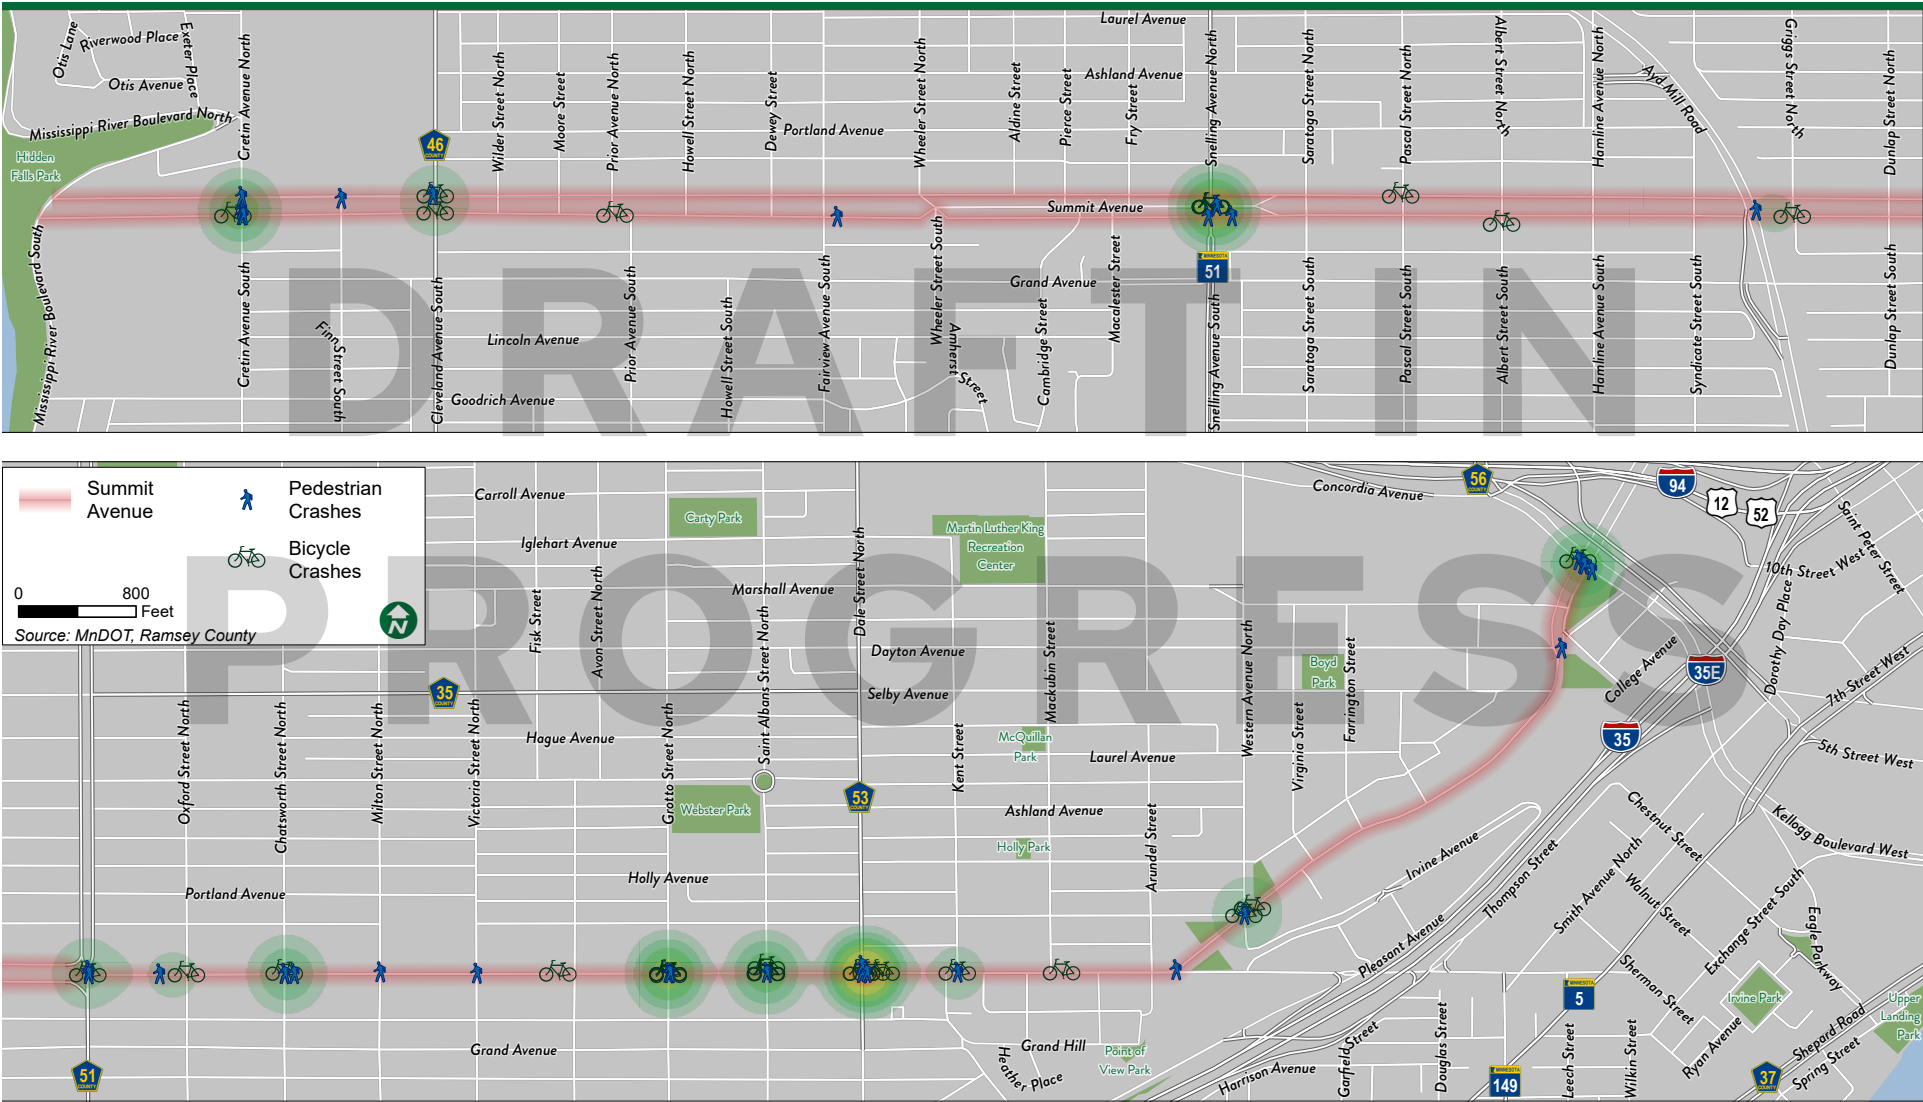 Laurel Avenue
Otis Lane
Riverwood Place
Exeter Place
Otis Avenue
Mississippi River Boulevard North
Cretin Avenue North
Hidden
Falls Park
46
COUNTY
Wilder Street North
Moore Street
Prior Avenue North
Howell Street North
Dewey Street
Portland Avenue
Wheeler Street North
Aldine Street
Pierce Street
Ashland Avenue
Fry Street
Snelling Avenue North
Saratoga Street North
Pascal Street North
Albert Street North
Hamline Avenue North
Ayd Mill Road
Griggs Street North
Dunlap Street North
Summit Avenue
Mississippi River Boulevard South
Cretin Avenue South
Finn Street South
Cleveland Avenue South
Lincoln Avenue
Goodrich Avenue
Prior Avenue South
Howell Street South
Fairview Avenue South
Wheeler Street South
Amherst Street
Grand Avenue
Cambridge Street
Macalester Street
MINNESOTA
51
Snelling Avenue South
Saratoga Street South
Pascal Street South
Albert Street South
Hamline Avenue South
Syndicate Street South
Dunlap Street South
DRAFT IN
PROGRESS
Summit
Avenue
Pedestrian
Crashes
Bicycle
Crashes
0 800
Feet
N
Source: MnDOT, Ramsey County
Carroll Avenue
Carty Park
Iglehart Avenue
Marshall Avenue
Fisk Street
Avon Street North
Saint Albans Street North
Dale Street North
Martin Luther King
Recreation
Center
Dayton Avenue
Selby Avenue
35
COUNTY
Oxford Street North
Chatsworth Street North
Milton Street North
Victoria Street North
Hague Avenue
Grotto Street North
Webster Park
53
COUNTY
Kent Street
Mackubin Street
McQuillan
Park
Laurel Avenue
Ashland Avenue
Holly Park
Arundel Street
Western Avenue North
Virginia Street
Boyd
Park
Farrington Street
Concordia Avenue
56
COUNTY
94
12
52
Saint Peter Street
10th Street West
Dorothy Day Place
College Avenue
35E
7th Street West
35
5th Street West
Kellogg Boulevard West
Chestnut Street
Irvine Avenue
Thompson Street
Smith Avenue North
Walnut Street
Exchange Street South
Eagle Parkway
Pleasant Avenue
Sherman Street
Irvine Park
Upper
Landing
Park
Holly Avenue
Portland Avenue
Grand Avenue
51
COUNTY
Heather Place
Grand Hill
Point of
View Park
Harrison Avenue
Garfield Street
Douglas Street
MINNESOTA
149
MINNESOTA
5
Leech Street
Wilkin Street
Ryan Avenue
37
COUNTY
Shepard Road
Spring Street